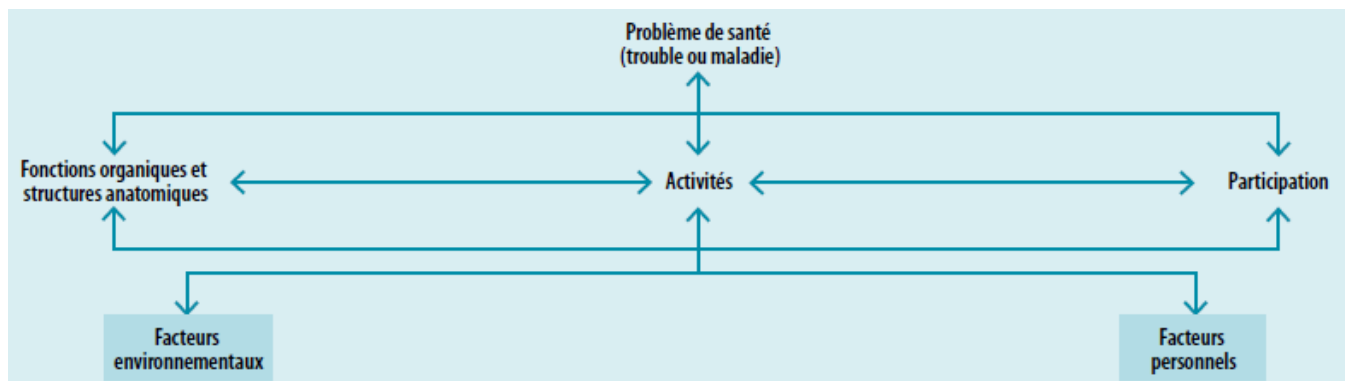 Problème de santé
(trouble ou maladie)
Fonctions organiques et
structures anatomiques
Activités
Participation
Facteurs
environnementaux
Facteurs
personnels